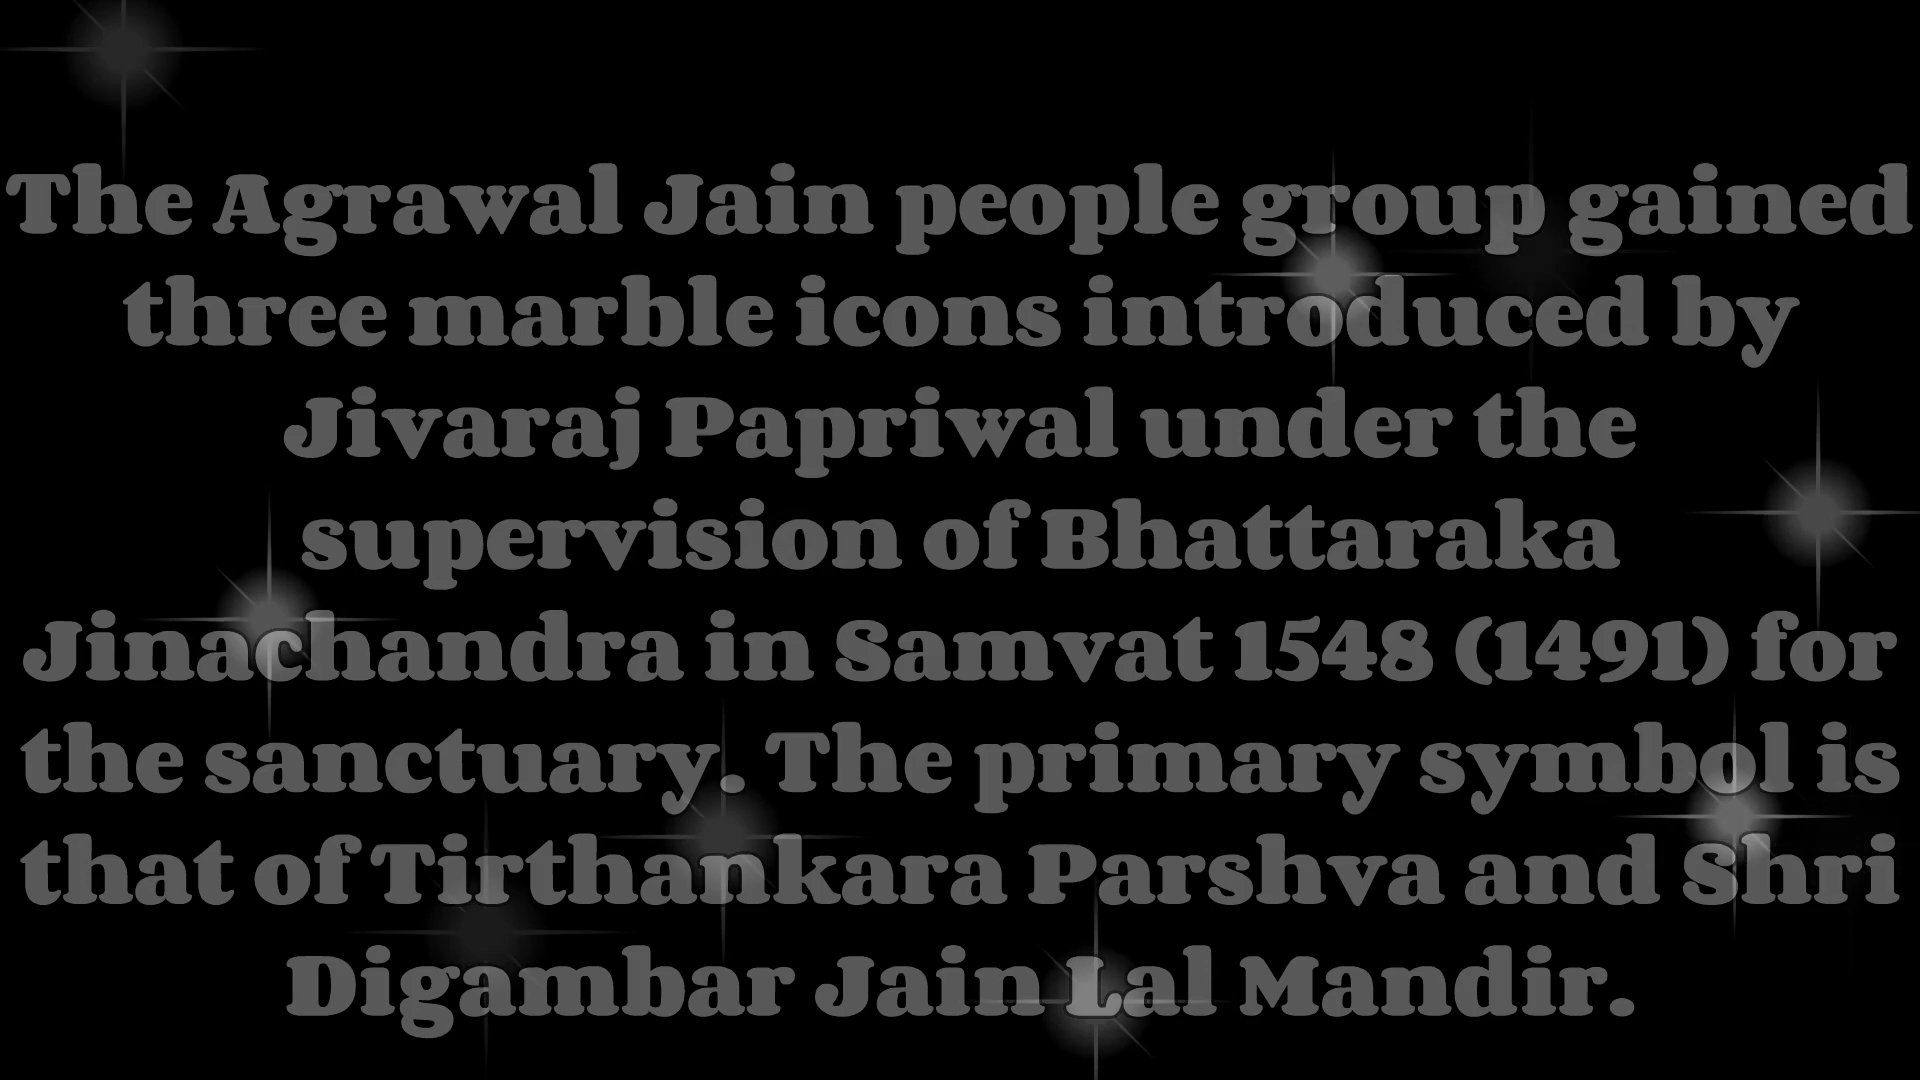 The Agrawal Jain people group gained
three marble icons introduced by
Jivaraj Papriwal under the
supervision of Bhattaraka
Jinachandra in Samvat 1548 (1491) for
the sanctuary. The primary symbol is
that of Tirthankara Parshva and Shri
Digambar Jain Lal Mandir.